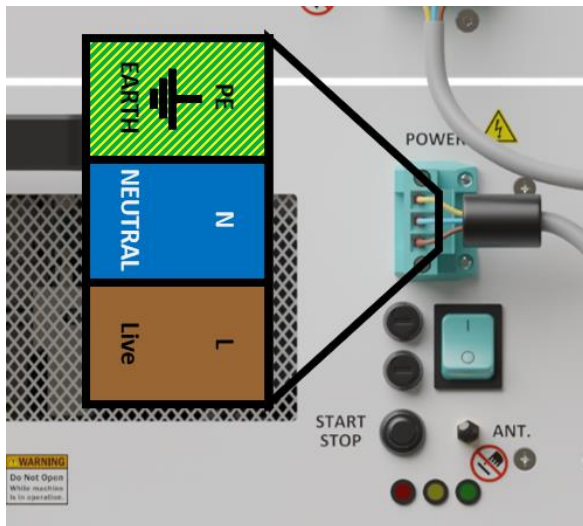 PE
EARTH
N
NEUTRAL
L
Live
POWER
START
STOP
ANT.
WARNING
Do Not Open
While machine
is in operation.